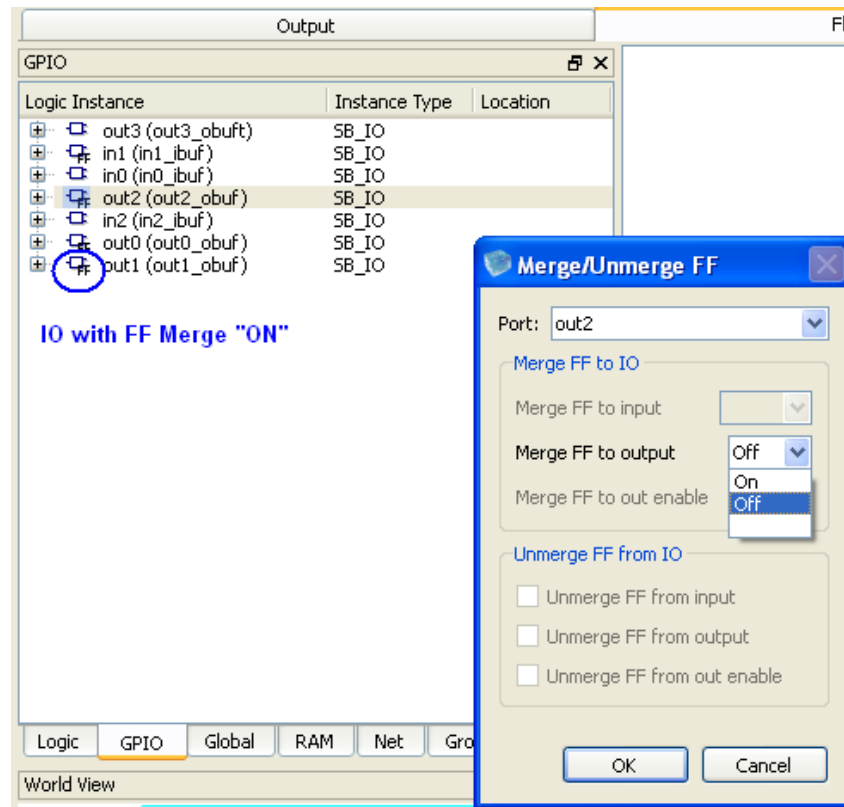 Output
Fl
GPIO
Logic Instance Instance Type Location
out3 (out3_obuft) SB_IO
in1 (in1_ibuf) SB_IO
in0 (in0_ibuf) SB_IO
out2 (out2_obuf) SB_IO
in2 (in2_ibuf) SB_IO
out0 (out0_obuf) SB_IO
out1 (out1_obuf) SB_IO
FF
FF
FF
FF
IO with FF Merge "ON"
Merge/Unmerge FF
Port: out2
Merge FF to IO
Merge FF to input
Merge FF to output Off
On
Off
Merge FF to out enable
Unmerge FF from IO
Unmerge FF from input
Unmerge FF from output
Unmerge FF from out enable
OK Cancel
Logic GPIO Global RAM Net Gro
World View